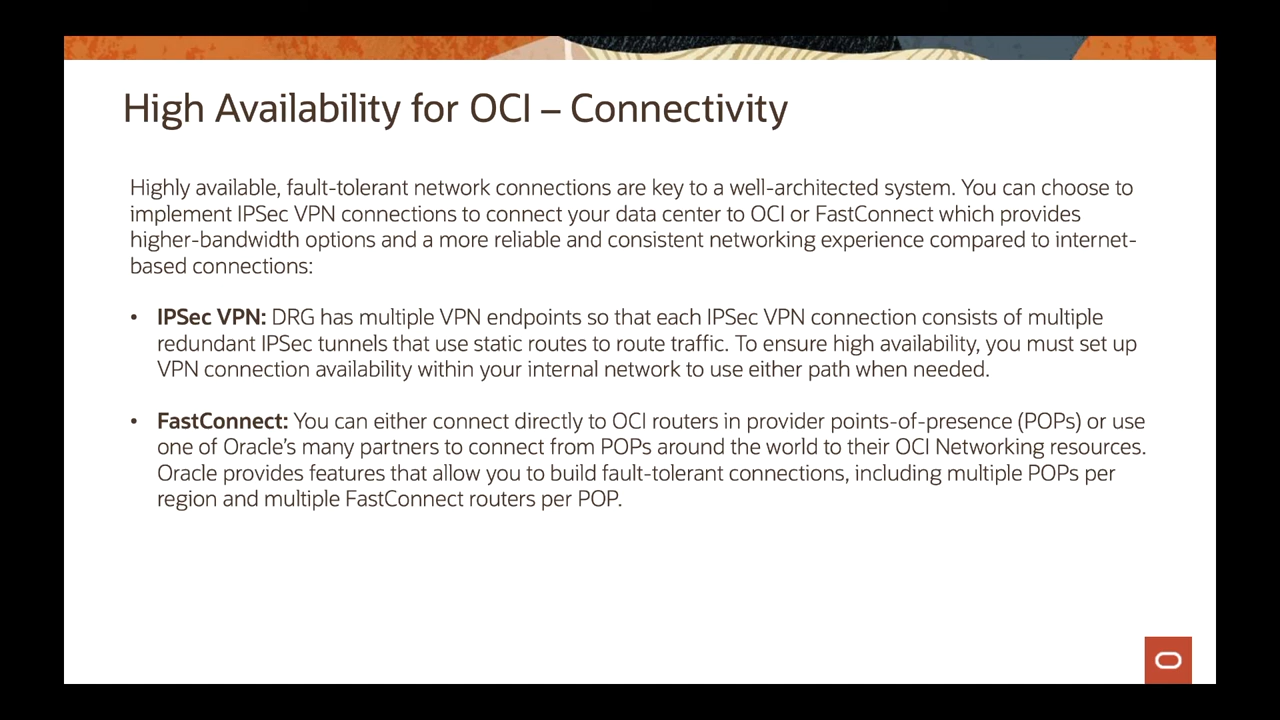 High Availability for OCI – Connectivity
Highly available, fault-tolerant network connections are key to a well-architected system. You can choose to
implement IPSec VPN connections to connect your data center to OCI or FastConnect which provides
higher-bandwidth options and a more reliable and consistent networking experience compared to internet-
based connections:
• IPSec VPN: DRG has multiple VPN endpoints so that each IPSec VPN connection consists of multiple
redundant IPSec tunnels that use static routes to route traffic. To ensure high availability, you must set up
VPN connection availability within your internal network to use either path when needed.
• FastConnect: You can either connect directly to OCI routers in provider points-of-presence (POPs) or use
one of Oracle's many partners to connect from POPs around the world to their OCI Networking resources.
Oracle provides features that allow you to build fault-tolerant connections, including multiple POPs per
region and multiple FastConnect routers per POP.